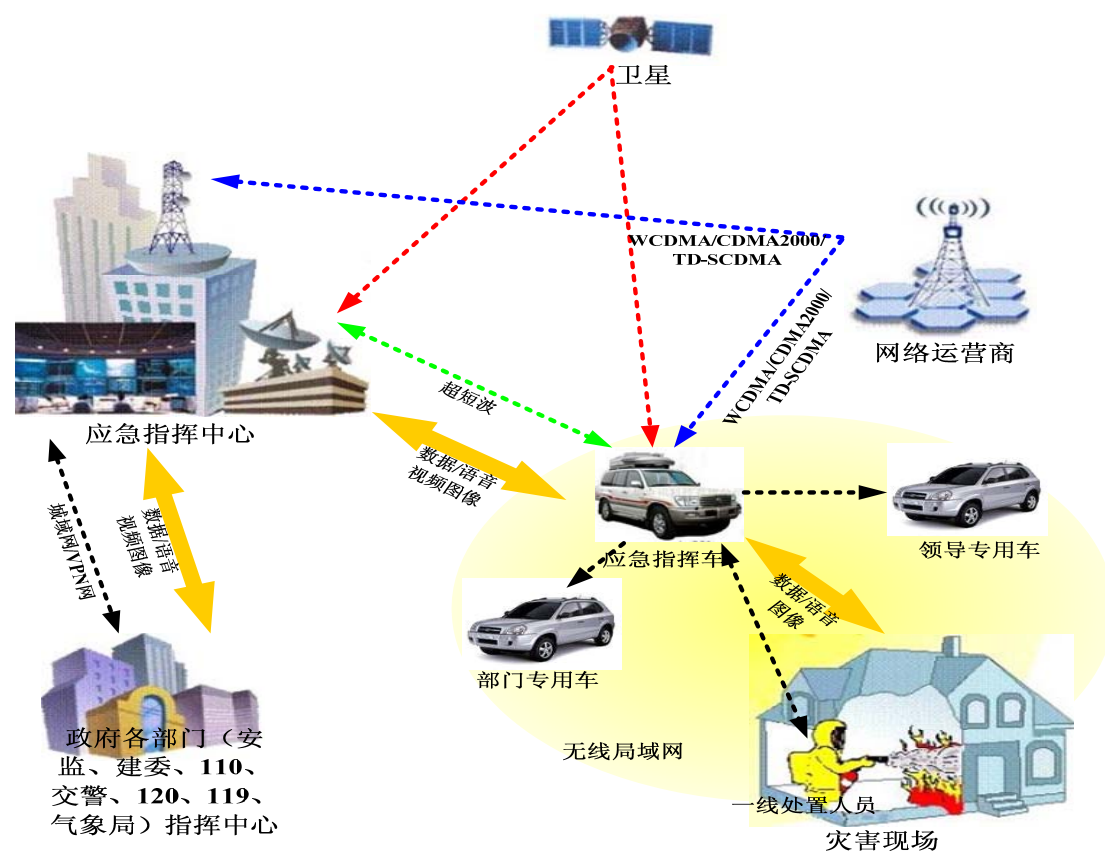 卫星
WCDMA/CDMA2000/
TD-SCDMA
网络运营商
WCDMA/CDMA2000/
TD-SCDMA
超短波
应急指挥中心
数据/语音
视频图像
城域网/VPN网
数据/语音
视频图像
应急指挥车
领导专用车
数据/语音
图像
部门专用车
政府各部门（安
监、建委、110、
交警、120、119、
气象局）指挥中心
无线局域网
一线处置人员
灾害现场